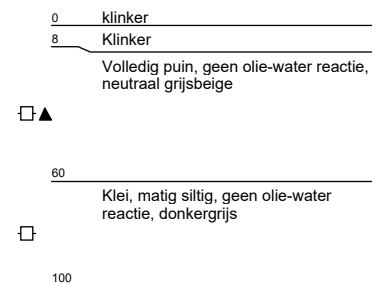 0 klinker
8 Klinker
Volledig puin, geen olie-water reactie,
neutraal grijsbeige
60
Klei, matig siltig, geen olie-water
reactie, donkergrijs
100